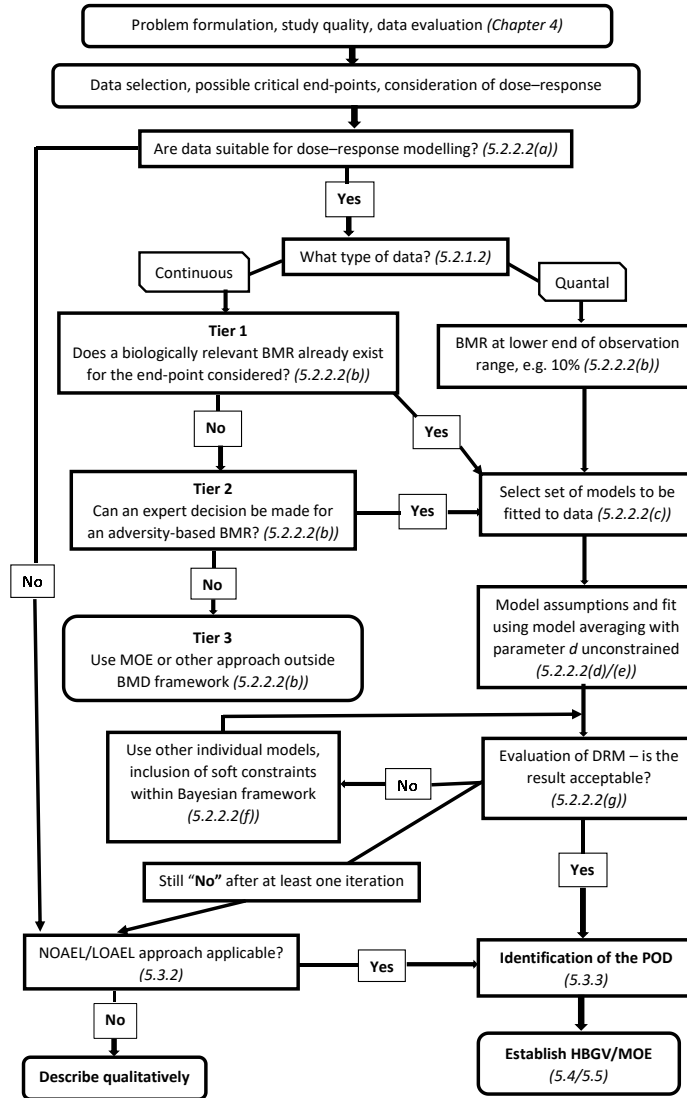 Problem formulation, study quality, data evaluation (Chapter 4)
Data selection, possible critical end-points, consideration of dose–response
Are data suitable for dose–response modelling? (5.2.2.2(a))
Yes
What type of data? (5.2.1.2)
Continuous
Quantal
Tier 1
Does a biologically relevant BMR already exist
for the end-point considered? (5.2.2.2(b))
BMR at lower end of observation
range, e.g. 10% (5.2.2.2(b))
No
Yes
Tier 2
Can an expert decision be made for
an adversity-based BMR? (5.2.2.2(b))
Yes
Select set of models to be
fitted to data (5.2.2.2(c))
No
No
Tier 3
Use MOE or other approach outside
BMD framework (5.2.2.2(b))
Model assumptions and fit
using model averaging with
parameter d unconstrained
(5.2.2.2(d)/(e))
Use other individual models,
inclusion of soft constraints
within Bayesian framework
(5.2.2.2(f))
No
Evaluation of DRM – is the
result acceptable?
(5.2.2.2(g))
Still “No” after at least one iteration
Yes
NOAEL/LOAEL approach applicable?
(5.3.2)
Yes
Identification of the POD
(5.3.3)
No
Describe qualitatively
Establish HBGV/MOE
(5.4/5.5)